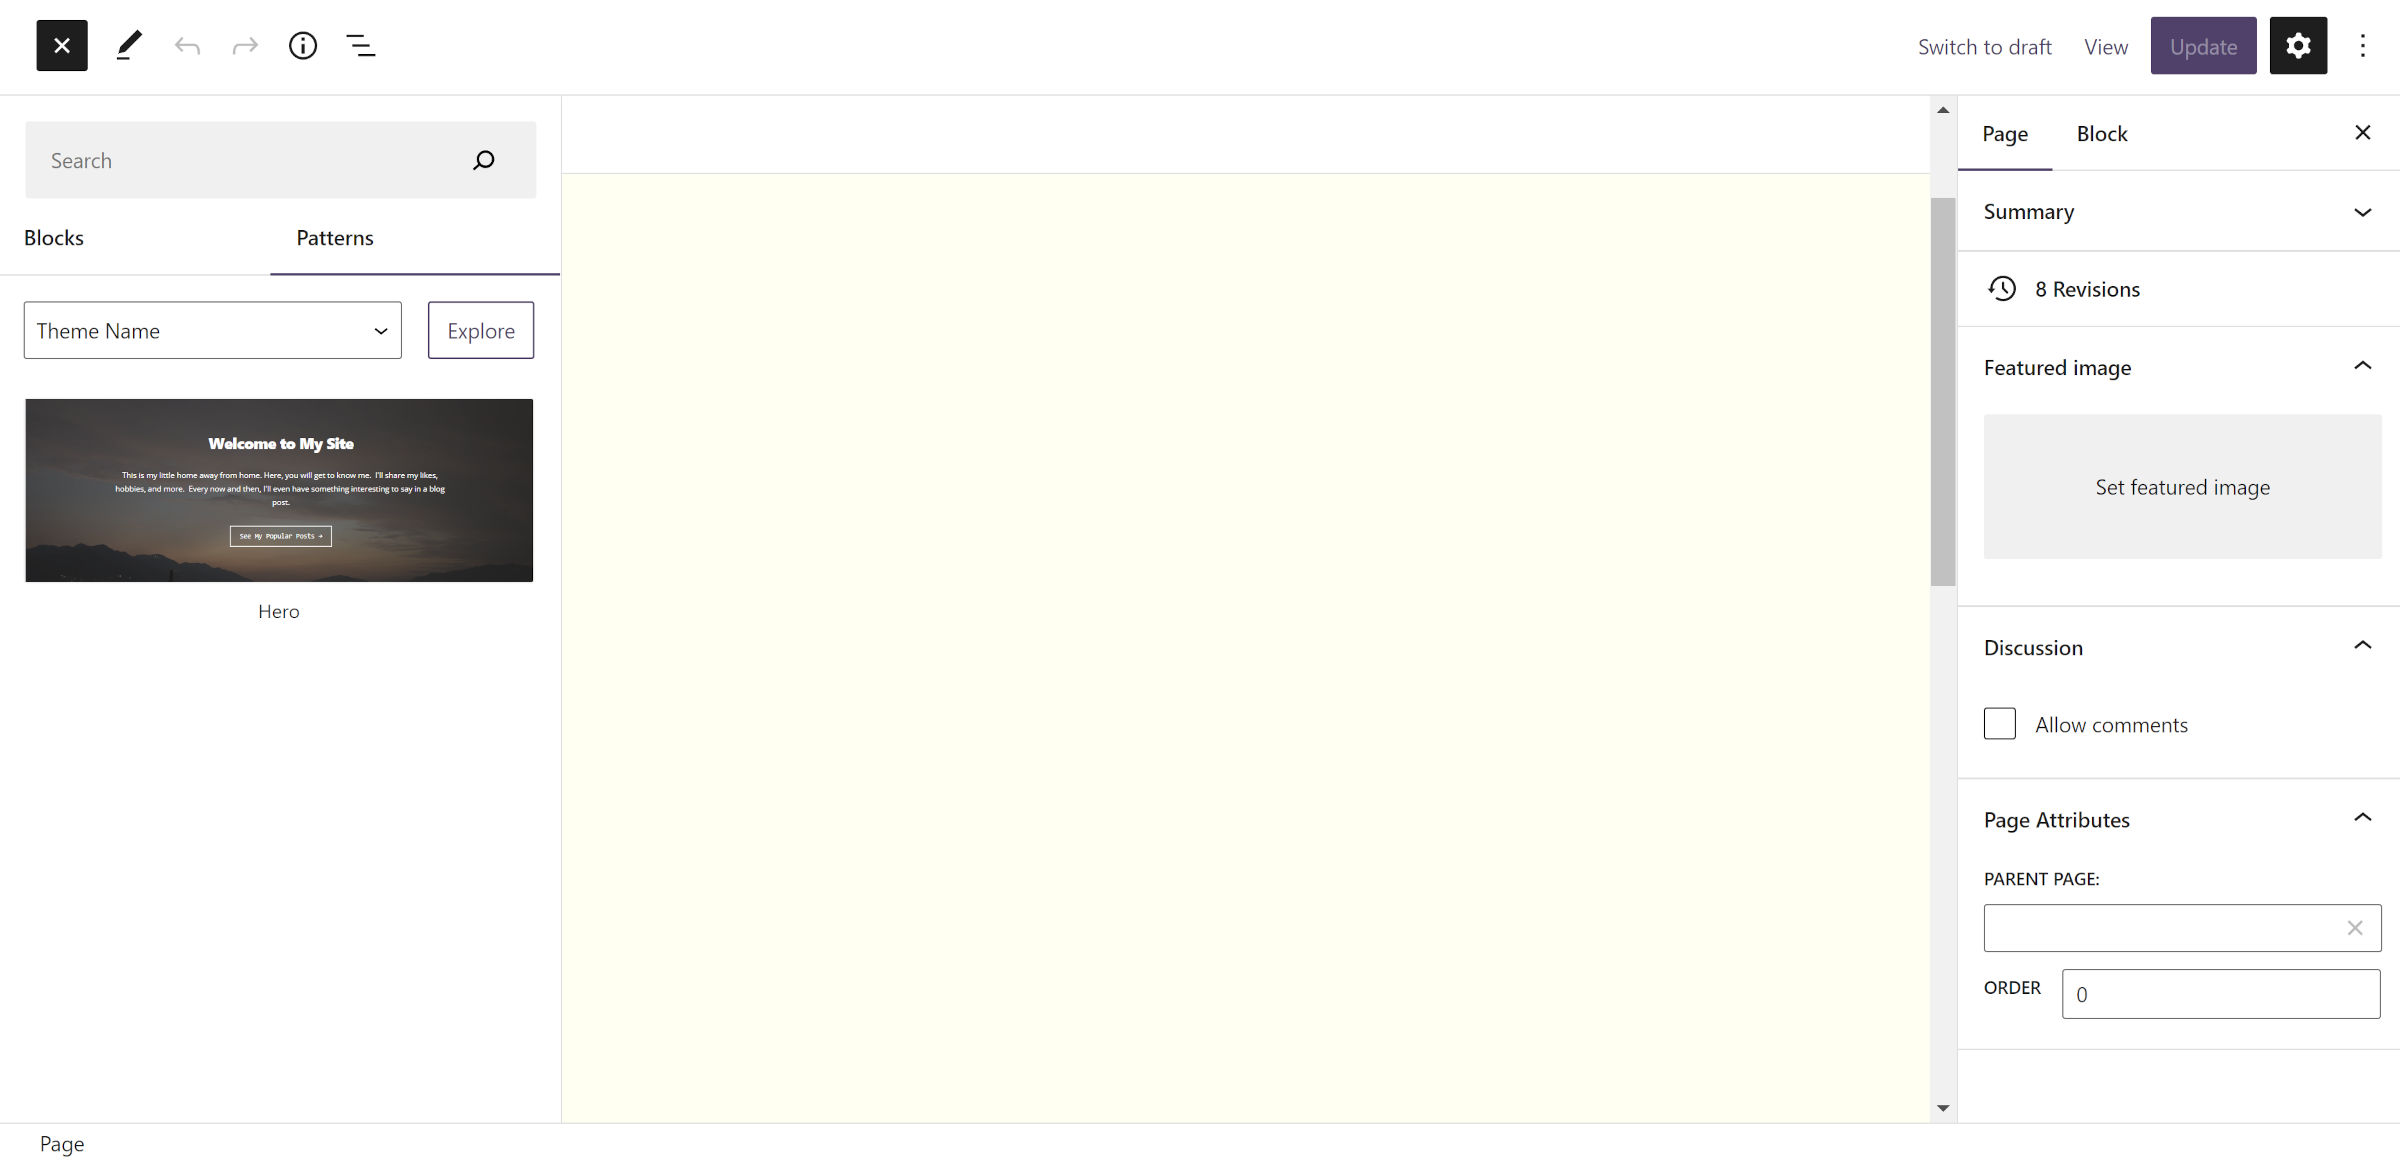 Switch to draft
View
Update
Search
Blocks
Patterns
Theme Name
Explore
Welcome to My Site
This is my little home away from home. Here, you will get to know me. I'll share my likes,
hobbies, and more. Every now and then, I'll even have something interesting to say in a blog
post.
See My Popular Posts →
Hero
Page
Block
Summary
8 Revisions
Featured image
Set featured image
Discussion
Allow comments
Page Attributes
PARENT PAGE:
ORDER
0
Page